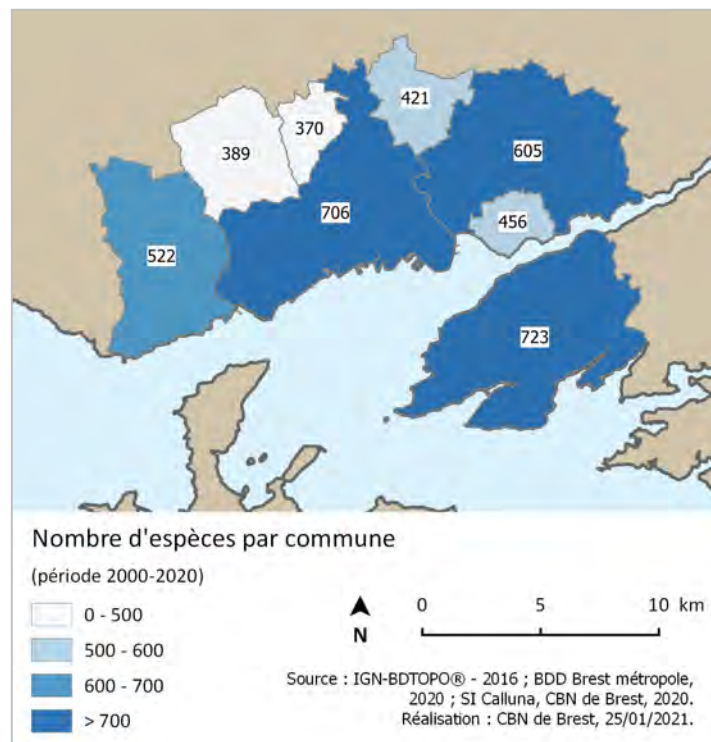 421
370
389
605
706
456
522
723
Nombre d'espèces par commune
(période 2000-2020)
0 - 500
500 - 600
600 - 700
> 700
N
0 5 10 km
Source : IGN-BDTOPO® - 2016 ; BDD Brest métropole,
2020 ; SI Calluna, CBN de Brest, 2020.
Réalisation : CBN de Brest, 25/01/2021.